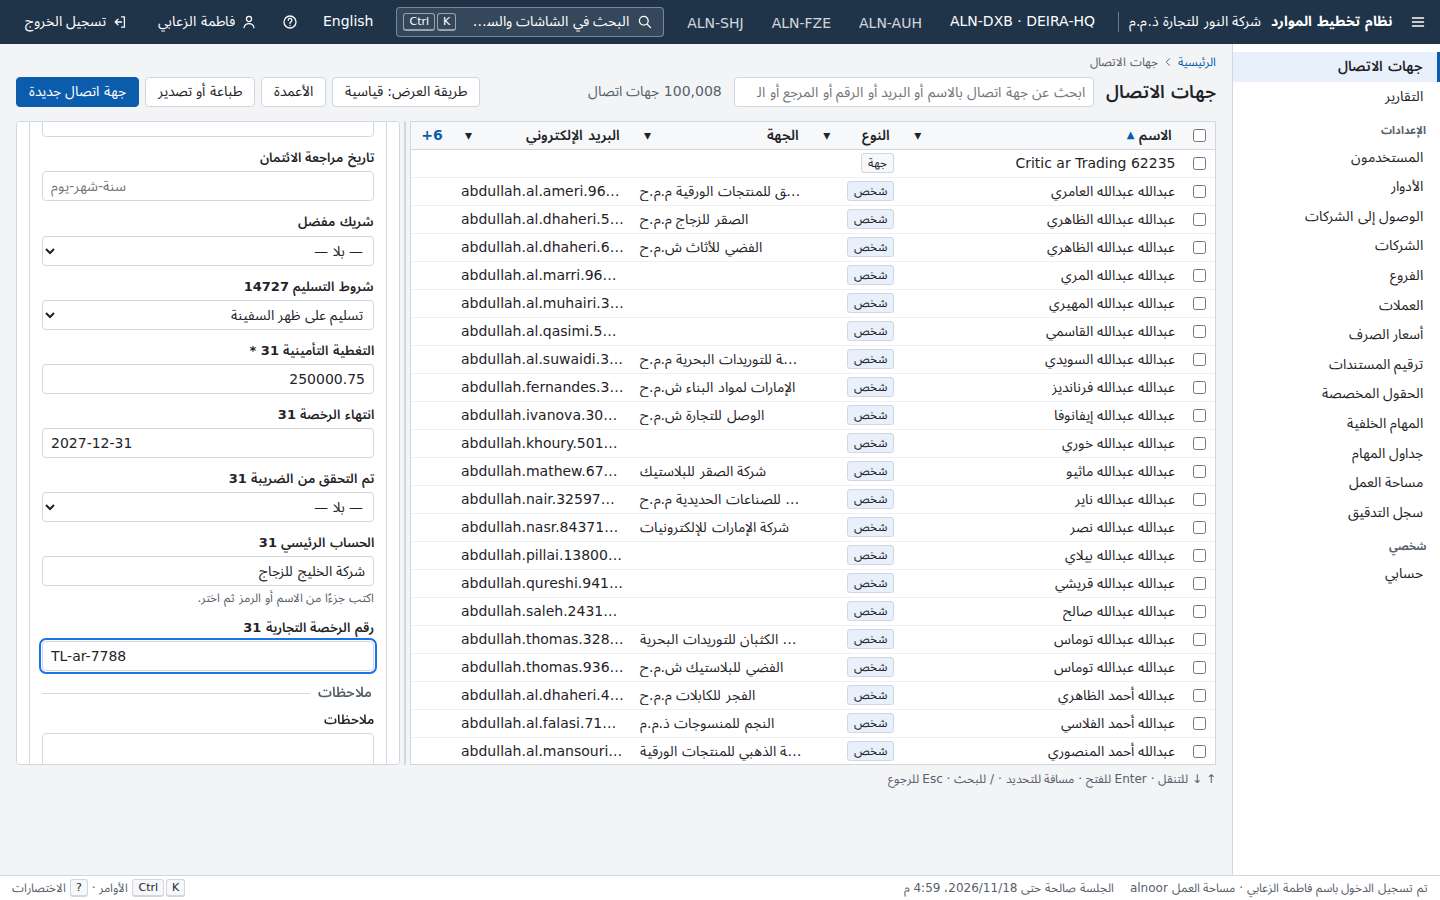 نظام تخطيط الموارد
شركة النور للتجارة ذ.م.م
ALN-DXB · DEIRA-HQ
ALN-AUH
ALN-FZE
ALN-SHJ
البحث في الشاشات والس...
Ctrl K
English
فاطمة الزعابي
تسجيل الخروج
جهات الاتصال
التقارير
الإعدادات
المستخدمون
الأدوار
الوصول إلى الشركات
الشركات
الفروع
العملات
أسعار الصرف
ترقيم المستندات
الحقول المخصصة
المهام الخلفية
جداول المهام
مساحة العمل
سجل التدقيق
شخصي
حسابي
الرئيسية
جهات الاتصال
جهات الاتصال
ابحث عن جهة اتصال بالاسم أو البريد أو الرقم أو المرجع أو ال
100,008 جهات اتصال
طريقة العرض: قياسية
الأعمدة
طباعة أو تصدير
جهة اتصال جديدة
الاسم ▲ ▼ النوع ▼ الجهة ▼ البريد الإلكتروني ▼ +6
Critic ar Trading 62235 جهة
عبدالله عبدالله العامري شخص ...ق للمنتجات الورقية م.م.ح abdullah.al.ameri.96...
عبدالله عبدالله الظاهري شخص الصقر للزجاج م.م.ح abdullah.al.dhaheri.5...
عبدالله عبدالله الظاهري شخص الفضي للأثاث ش.م.ح abdullah.al.dhaheri.6...
عبدالله عبدالله المري شخص abdullah.al.marri.96...
عبدالله عبدالله المهيري شخص abdullah.al.muhairi.3...
عبدالله عبدالله القاسمي شخص abdullah.al.qasimi.5...
عبدالله عبدالله السويدي شخص ...ة للتوريدات البحرية م.م.ح abdullah.al.suwaidi.3...
عبدالله عبدالله فرنانديز شخص الإمارات لمواد البناء ش.م.ح abdullah.fernandes.3...
عبدالله عبدالله إيفانوفا شخص الوصل للتجارة ش.م.ح abdullah.ivanova.30...
عبدالله عبدالله خوري شخص abdullah.khoury.501...
عبدالله عبدالله ماثيو شخص شركة الصقر للبلاستيك abdullah.mathew.67...
عبدالله عبدالله ناير شخص ... للصناعات الحديدية م.م.ح abdullah.nair.32597...
عبدالله عبدالله نصر شخص شركة الإمارات للإلكترونيات abdullah.nasr.84371...
عبدالله عبدالله بيلاي شخص abdullah.pillai.13800...
عبدالله عبدالله قريشي شخص abdullah.qureshi.941...
عبدالله عبدالله صالح شخص abdullah.saleh.2431...
عبدالله عبدالله توماس شخص ... الكثبان للتوريدات البحرية abdullah.thomas.328...
عبدالله عبدالله توماس شخص الفضي للبلاستيك ش.م.ح abdullah.thomas.936...
عبدالله أحمد الظاهري شخص الفجر للكابلات م.م.ح abdullah.al.dhaheri.4...
عبدالله أحمد الفلاسي شخص النجم للمنسوجات ذ.م.م abdullah.al.falasi.71...
عبدالله أحمد المنصوري شخص ...ة الذهبي للمنتجات الورقية abdullah.al.mansouri...
↑ ↓ للتنقل · Enter للفتح · مسافة للتحديد · / للبحث · Esc للرجوع
تاريخ مراجعة الائتمان
سنة-شهر-يوم
شريك مفضل
— بلا —
شروط التسليم 14727
تسليم على ظهر السفينة
التغطية التأمينية 31 *
250000.75
انتهاء الرخصة 31
2027-12-31
تم التحقق من الضريبة 31
— بلا —
الحساب الرئيسي 31
شركة الخليج للزجاج
اكتب جزءًا من الاسم أو الرمز ثم اختر.
رقم الرخصة التجارية 31
TL-ar-7788
ملاحظات
ملاحظات
تم تسجيل الدخول باسم فاطمة الزعابي · مساحة العمل alnoor
الجلسة صالحة حتى 2026/11/18، 4:59 م
Ctrl K الأوامر · ? الاختصارات